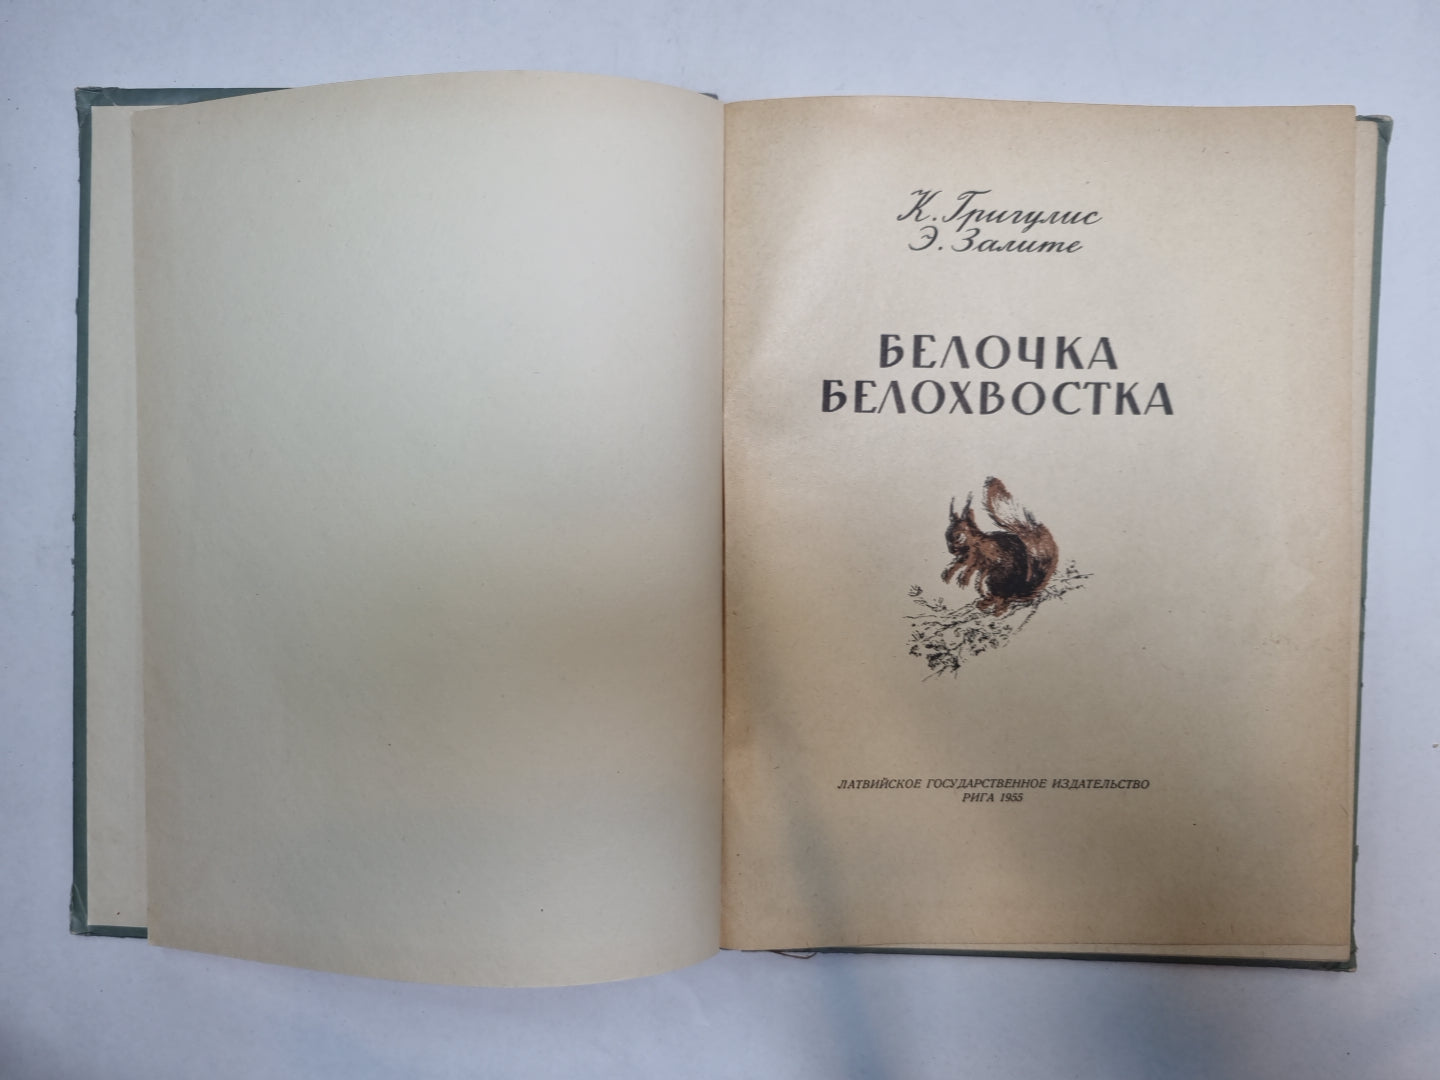 К. Григулис
Э. Залите
БЕЛОЧКА
БЕЛОХВОСТКА
ЛАТВИЙСКОЕ ГОСУДАРСТВЕННОЕ ИЗДАТЕЛЬСТВО
РИГА 1955